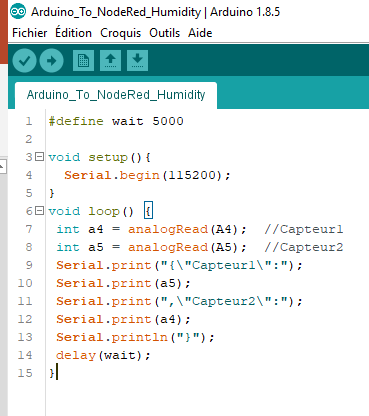 Arduino_To_NodeRed_Humidity | Arduino 1.8.5
Fichier Édition Croquis Outils Aide
Arduino_To_NodeRed_Humidity
1 #define wait 5000
2
3 void setup(){
4 Serial.begin(115200);
5 }
6 void loop() {
7 int a4 = analogRead(A4); //Capteur1
8 int a5 = analogRead(A5); //Capteur2
9 Serial.print("{\"Capteur1\":");
10 Serial.print(a5);
11 Serial.print(",\"Capteur2\":");
12 Serial.print(a4);
13 Serial.println("}");
14 delay(wait);
15 }